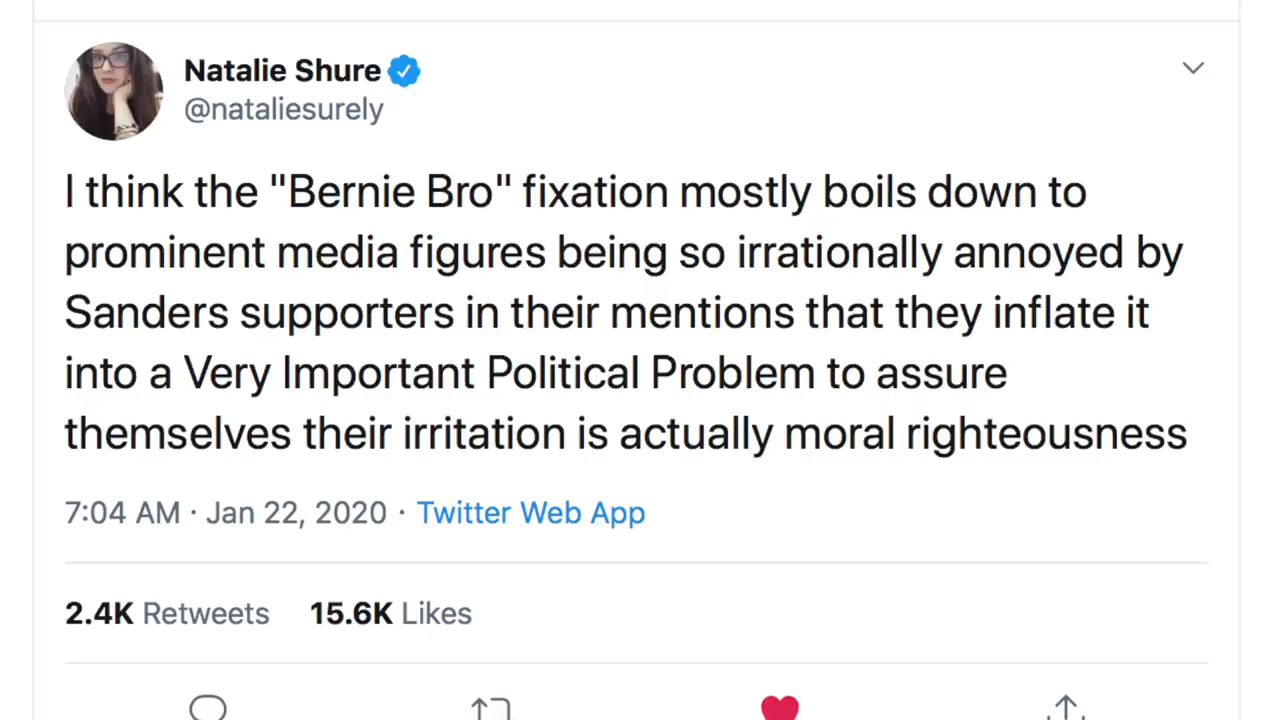 Natalie Shure
@nataliesurely
I think the "Bernie Bro" fixation mostly boils down to
prominent media figures being so irrationally annoyed by
Sanders supporters in their mentions that they inflate it
into a Very Important Political Problem to assure
themselves their irritation is actually moral righteousness
7:04 AM · Jan 22, 2020 · Twitter Web App
2.4K Retweets 15.6K Likes